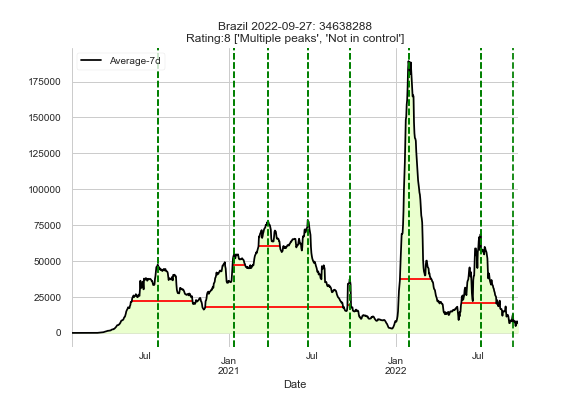 Brazil 2022-09-27: 34638288
Rating:8 ['Multiple peaks', 'Not in control']
Average-7d
175000
150000
125000
100000
75000
50000
25000
0
Jul
Jan
2021
Jul
Jan
2022
Jul
Date